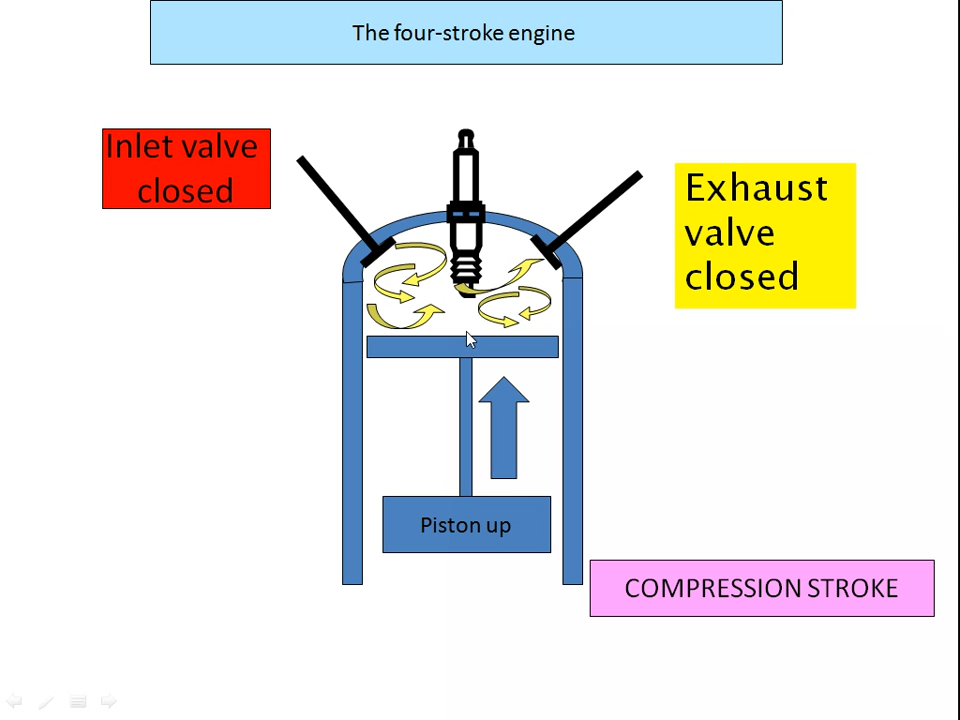 The four-stroke engine
Inlet valve
closed
Exhaust
valve
closed
Piston up
COMPRESSION STROKE